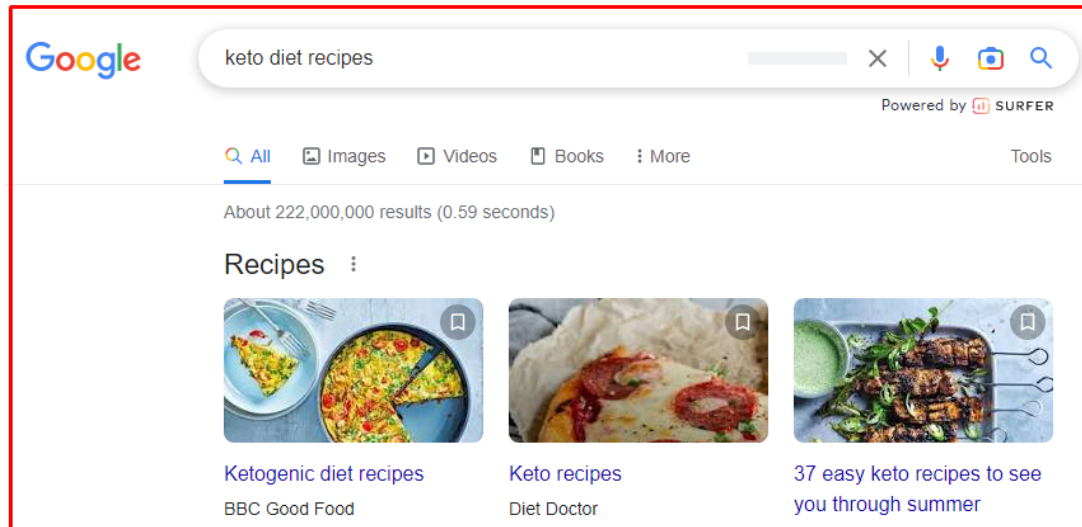 Google
keto diet recipes
Powered by SURFER
All Images Videos Books More Tools
About 222,000,000 results (0.59 seconds)
Recipes
Ketogenic diet recipes
BBC Good Food
Keto recipes
Diet Doctor
37 easy keto recipes to see
you through summer